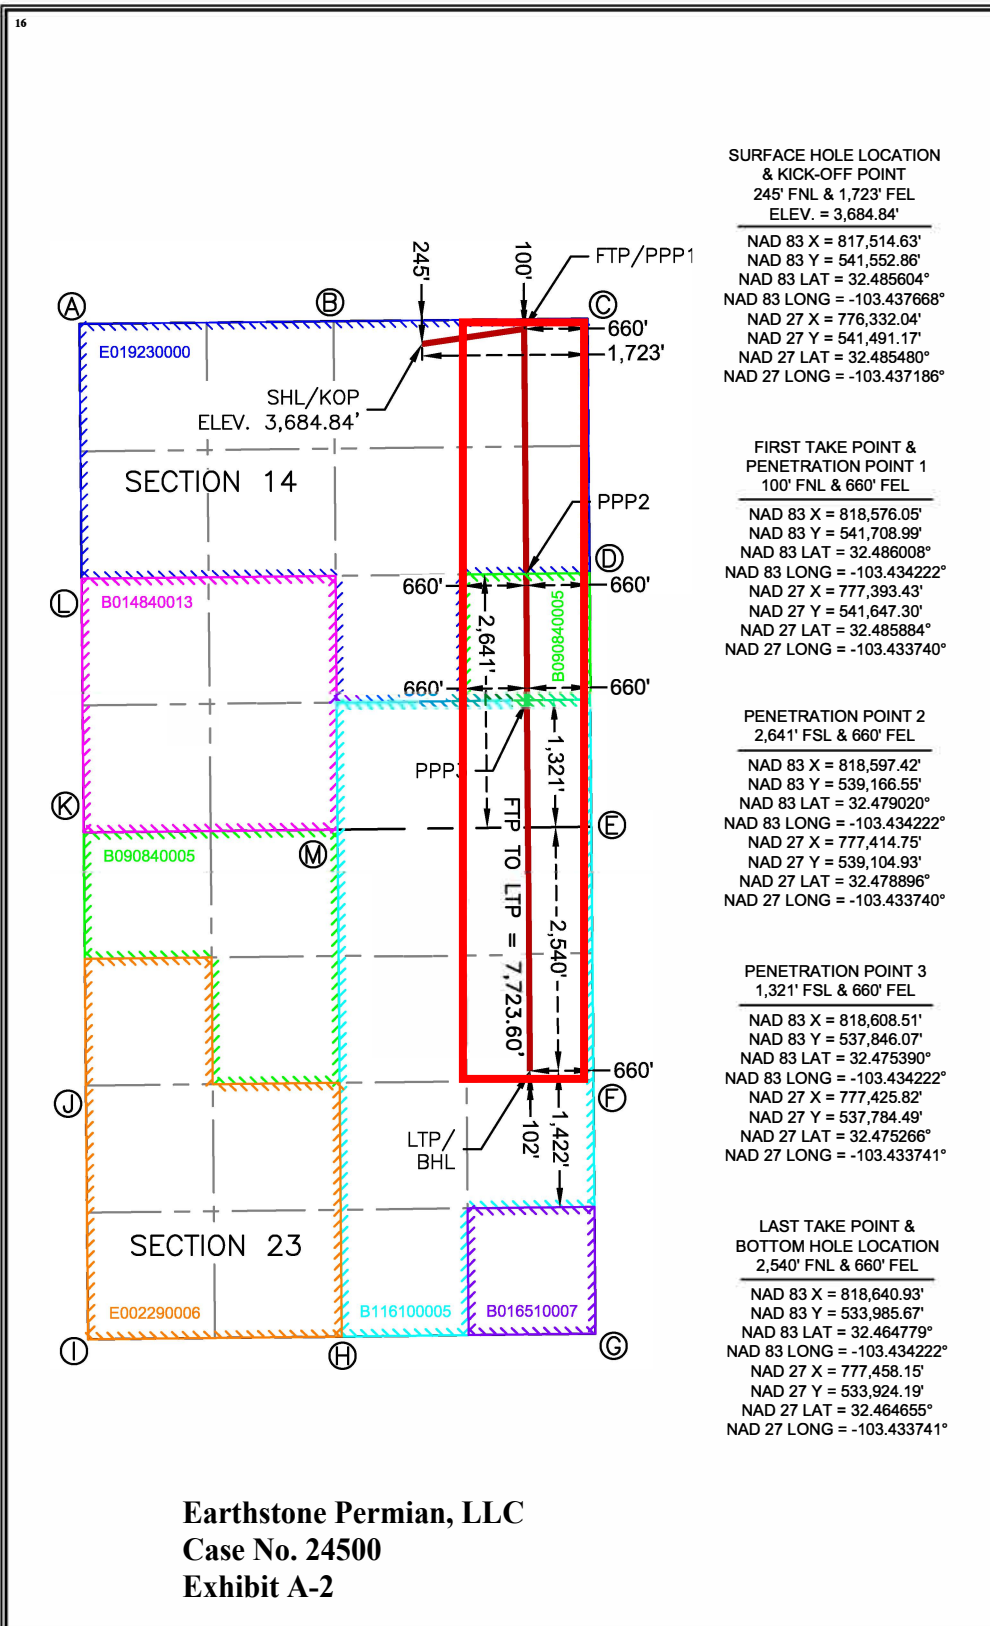 16
SURFACE HOLE LOCATION
& KICK-OFF POINT
245' FNL & 1,723' FEL
ELEV. = 3,684.84'
NAD 83 X = 817,514.63'
NAD 83 Y = 541,552.86'
NAD 83 LAT = 32.485604°
NAD 83 LONG = -103.437668°
NAD 27 X = 776,332.04'
NAD 27 Y = 541,491.17'
NAD 27 LAT = 32.485480°
NAD 27 LONG = -103.437186°
FIRST TAKE POINT &
PENETRATION POINT 1
100' FNL & 660' FEL
NAD 83 X = 818,576.05'
NAD 83 Y = 541,708.99'
NAD 83 LAT = 32.486008°
NAD 83 LONG = -103.434222°
NAD 27 X = 777,393.43'
NAD 27 Y = 541,647.30'
NAD 27 LAT = 32.485884°
NAD 27 LONG = -103.433740°
PENETRATION POINT 2
2,641' FSL & 660' FEL
NAD 83 X = 818,597.42'
NAD 83 Y = 539,166.55'
NAD 83 LAT = 32.479020°
NAD 83 LONG = -103.434222°
NAD 27 X = 777,414.75'
NAD 27 Y = 539,104.93'
NAD 27 LAT = 32.478896°
NAD 27 LONG = -103.433740°
PENETRATION POINT 3
1,321' FSL & 660' FEL
NAD 83 X = 818,608.51'
NAD 83 Y = 537,846.07'
NAD 83 LAT = 32.475390°
NAD 83 LONG = -103.434222°
NAD 27 X = 777,425.82'
NAD 27 Y = 537,784.49'
NAD 27 LAT = 32.475266°
NAD 27 LONG = -103.433741°
LAST TAKE POINT &
BOTTOM HOLE LOCATION
2,540' FNL & 660' FEL
NAD 83 X = 818,640.93'
NAD 83 Y = 533,985.67'
NAD 83 LAT = 32.464779°
NAD 83 LONG = -103.434222°
NAD 27 X = 777,458.15'
NAD 27 Y = 533,924.19'
NAD 27 LAT = 32.464655°
NAD 27 LONG = -103.433741°
245'
100'
FTP/PPP1
A
B
C
660'
1,723'
E019230000
SHL/KOP
ELEV. 3,684.84'
SECTION 14
PPP2
D
660'
660'
L
B014840013
2,641'
B090840005
660'
660'
PPP3
1,321'
K
E
B090840005
M
FTP TO LTP = 7,723.60'
2,540'
J
660'
F
LTP/
BHL
102'
1,422'
SECTION 23
E002290006
B116100005
B016510007
I
H
G
Earthstone Permian, LLC
Case No. 24500
Exhibit A-2